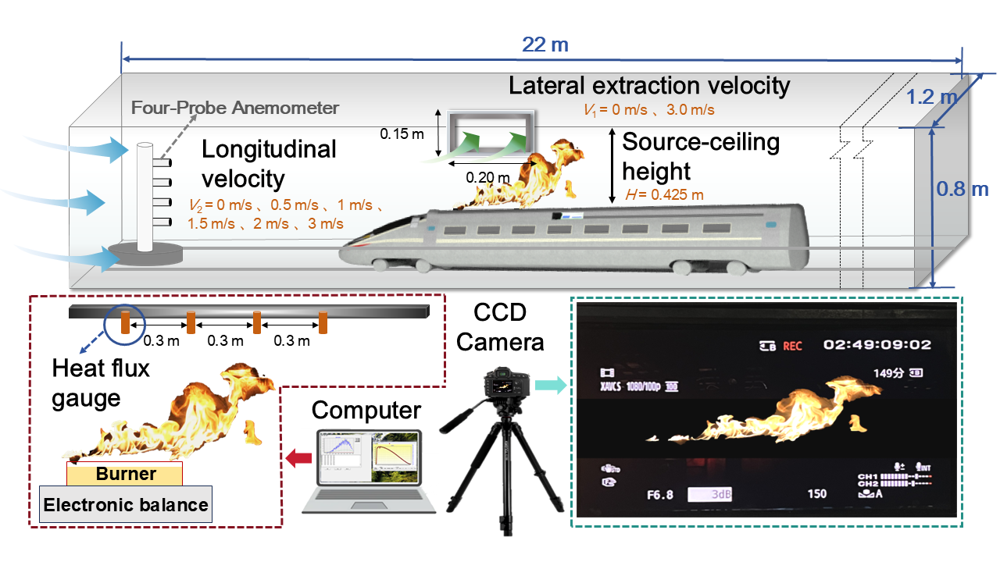 22 m
Lateral extraction velocity
V1 = 0 m/s 、3.0 m/s
1.2 m
Four-Probe Anemometer
0.15 m
Longitudinal
velocity
V2 = 0 m/s 、0.5 m/s 、1 m/s 、
1.5 m/s 、2 m/s 、3 m/s
0.20 m
Source-ceiling
height
H = 0.425 m
0.8 m
0.3 m
0.3 m
0.3 m
Heat flux
gauge
Burner
Electronic balance
Computer
CCD
Camera
B REC 02:49:09:02
149分 B
XAVCS 1080/100p 100
CH1
CH2
F6.8
3dB
150
A
INT